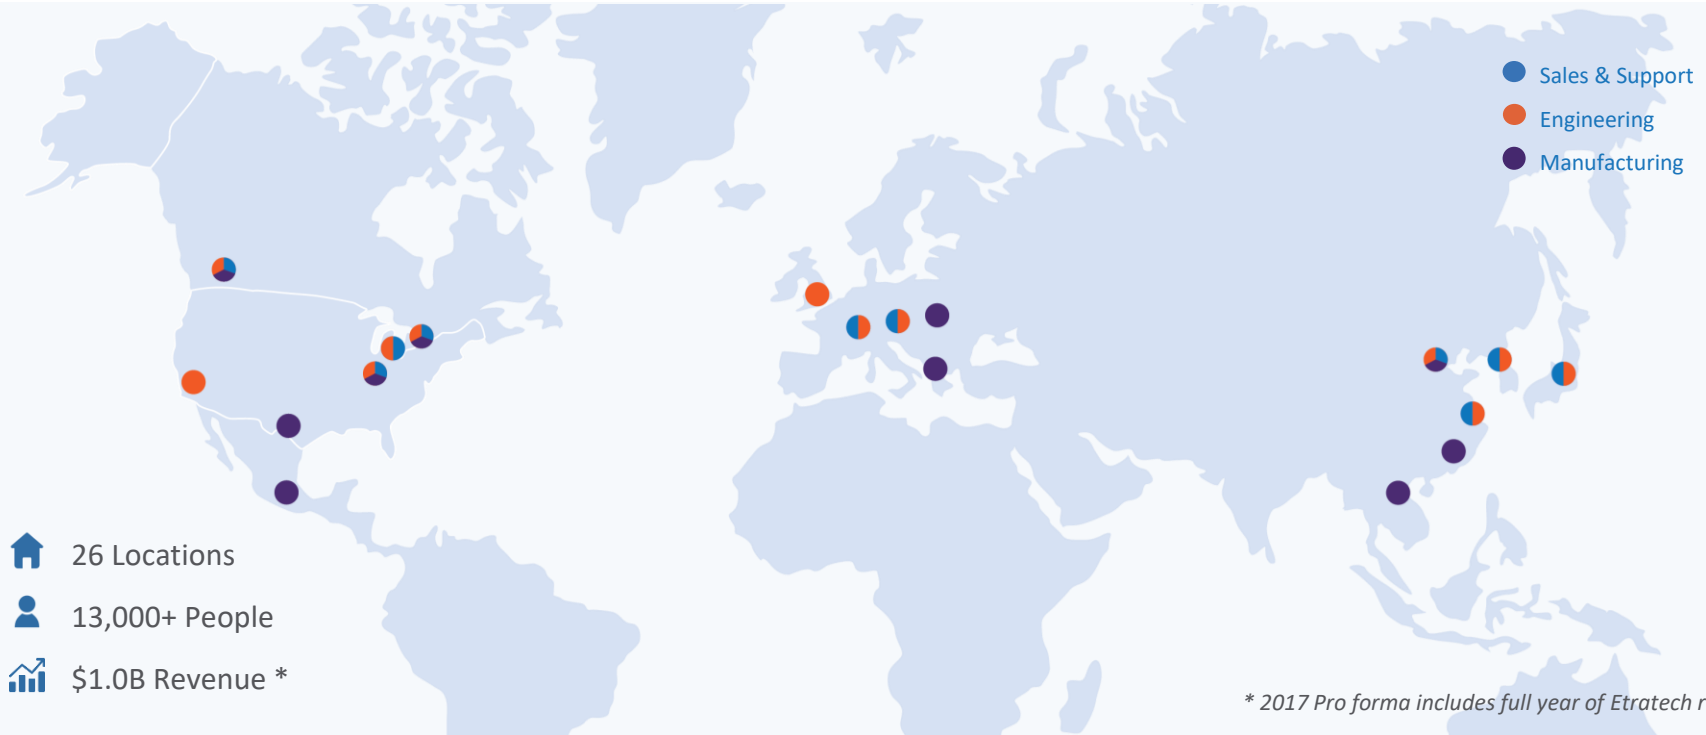 Sales & Support
Engineering
Manufacturing
26 Locations
13,000+ People
$1.0B Revenue *
* 2017 Pro forma includes full year of Etratech r